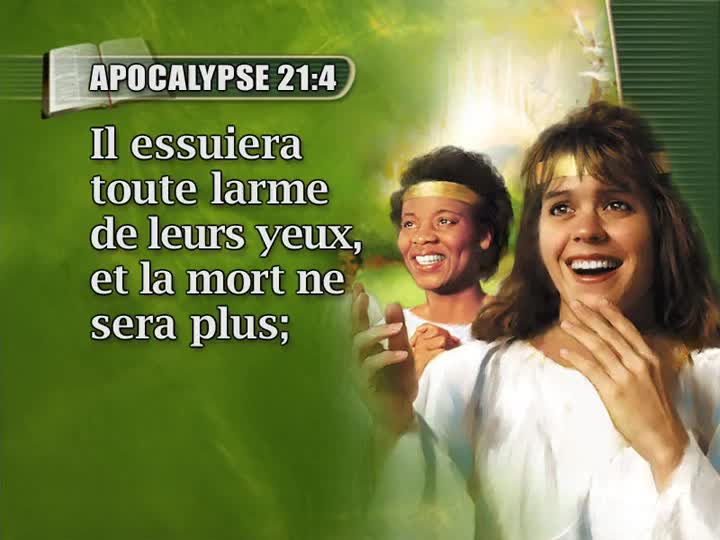 APOCALYPSE 21:4
Il essuiera
toute larme
de leurs yeux,
et la mort ne
sera plus;